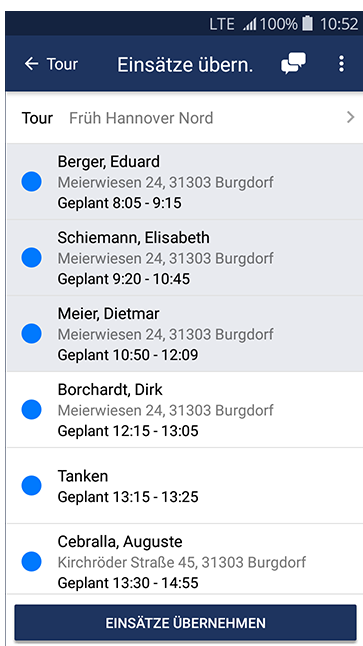 LTE 100% 10:52
Tour Einsätze übern.
Tour Früh Hannover Nord
Berger, Eduard
Meierwiesen 24, 31303 Burgdorf
Geplant 8:05 - 9:15
Schiemann, Elisabeth
Meierwiesen 24, 31303 Burgdorf
Geplant 9:20 - 10:45
Meier, Dietmar
Meierwiesen 24, 31303 Burgdorf
Geplant 10:50 - 12:09
Borchardt, Dirk
Meierwiesen 24, 31303 Burgdorf
Geplant 12:15 - 13:05
Tanken
Geplant 13:15 - 13:25
Cebralla, Auguste
Kirchröder Straße 45, 31303 Burgdorf
Geplant 13:30 - 14:55
EINSÄTZE ÜBERNEHMEN